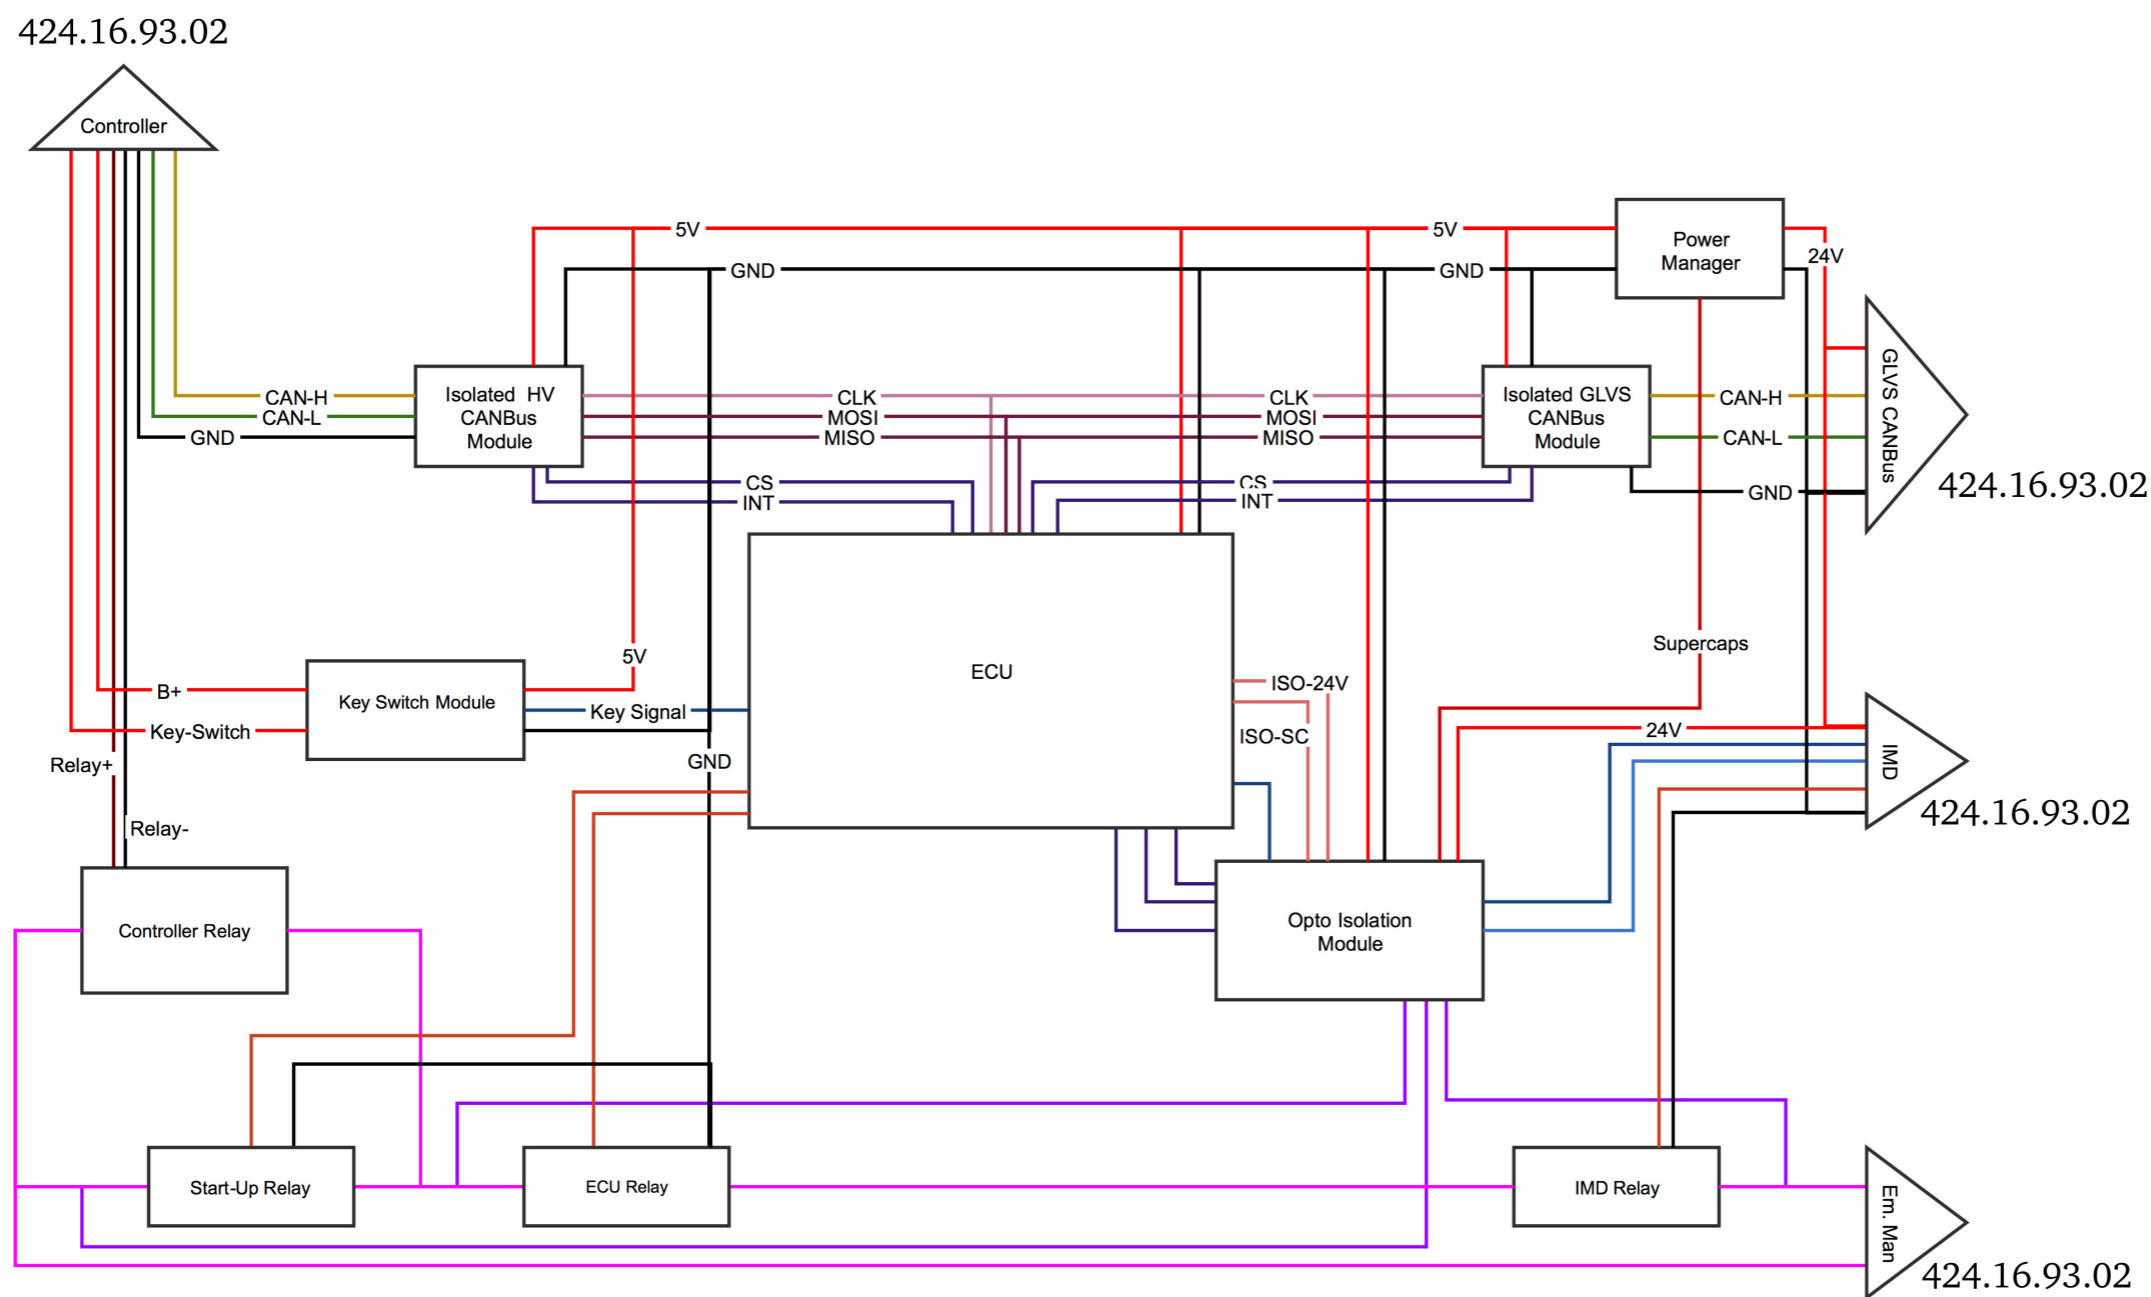 424.16.93.02
Controller
5V
5V
GND
GND
Power
Manager
24V
CAN-H
CAN-L
GND
Isolated HV
CANBus
Module
CLK
MOSI
MISO
CLK
MOSI
MISO
Isolated GLVS
CANBus
Module
CAN-H
CAN-L
GND
GLVS CANBus
424.16.93.02
CS
INT
CS
INT
Supercaps
ECU
5V
B+
Key-Switch
Key Switch Module
Key Signal
GND
ISO-24V
ISO-SC
24V
IMD
424.16.93.02
Relay+
Relay-
Controller Relay
Opto Isolation
Module
Start-Up Relay
ECU Relay
IMD Relay
Em. Man
424.16.93.02